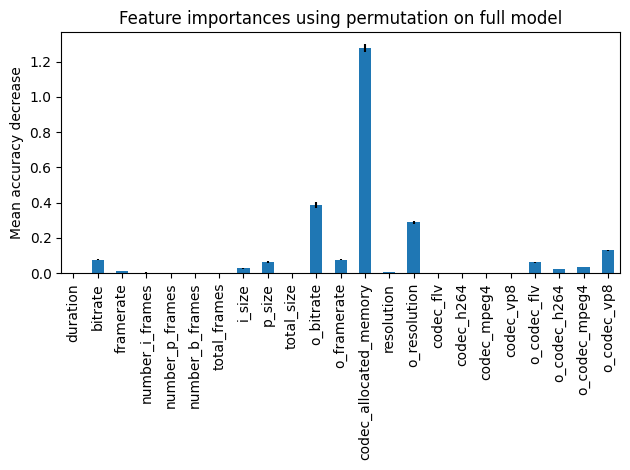 Feature importances using permutation on full model
Mean accuracy decrease
1.2
1.0
0.8
0.6
0.4
0.2
0.0
duration
bitrate
framerate
number_i_frames
number_p_frames
number_b_frames
total_frames
i_size
p_size
total_size
o_bitrate
o_framerate
codec_allocated_memory
resolution
o_resolution
codec_flv
codec_h264
codec_mpeg4
codec_vp8
o_codec_flv
o_codec_h264
o_codec_mpeg4
o_codec_vp8